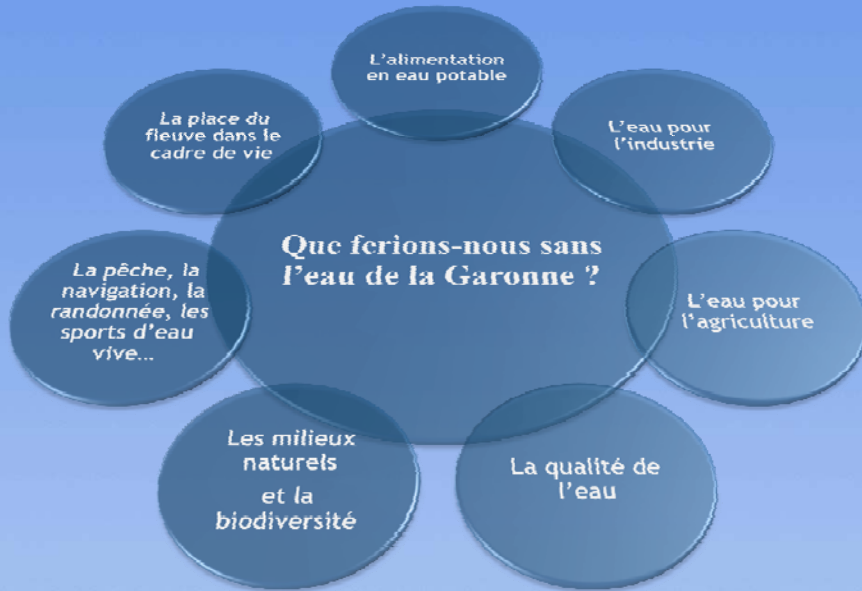 Que ferions-nous sans
l'eau de la Garonne ?
L'alimentation
en eau potable
L'eau pour
l'industrie
L'eau pour
l'agriculture
La qualité de
l'eau
Les milieux
naturels
et la
biodiversité
La pêche, la
navigation, la
randonnée, les
sports d'eau
vive...
La place du
fleuve dans le
cadre de vie